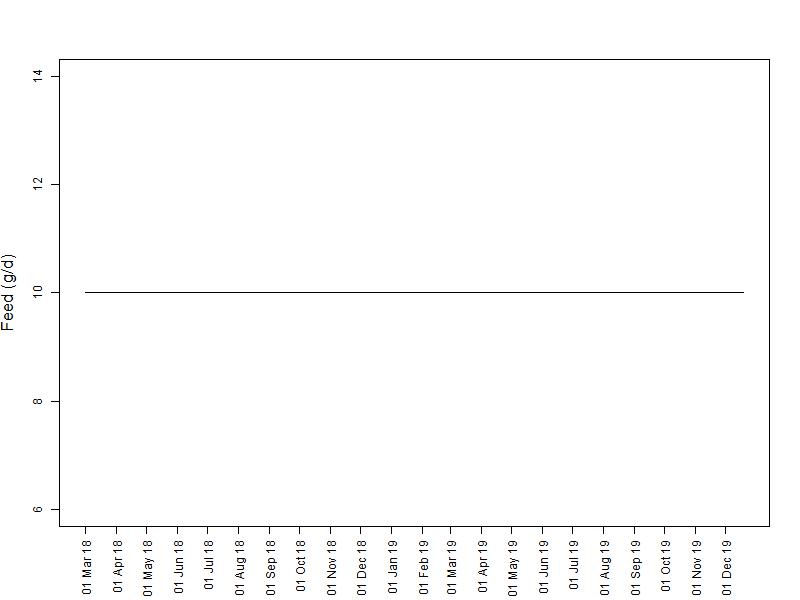 Feed (g/d)
14
12
10
8
6
01 Mar 18
01 Apr 18
01 May 18
01 Jun 18
01 Jul 18
01 Aug 18
01 Sep 18
01 Oct 18
01 Nov 18
01 Dec 18
01 Jan 19
01 Feb 19
01 Mar 19
01 Apr 19
01 May 19
01 Jun 19
01 Jul 19
01 Aug 19
01 Sep 19
01 Oct 19
01 Nov 19
01 Dec 19